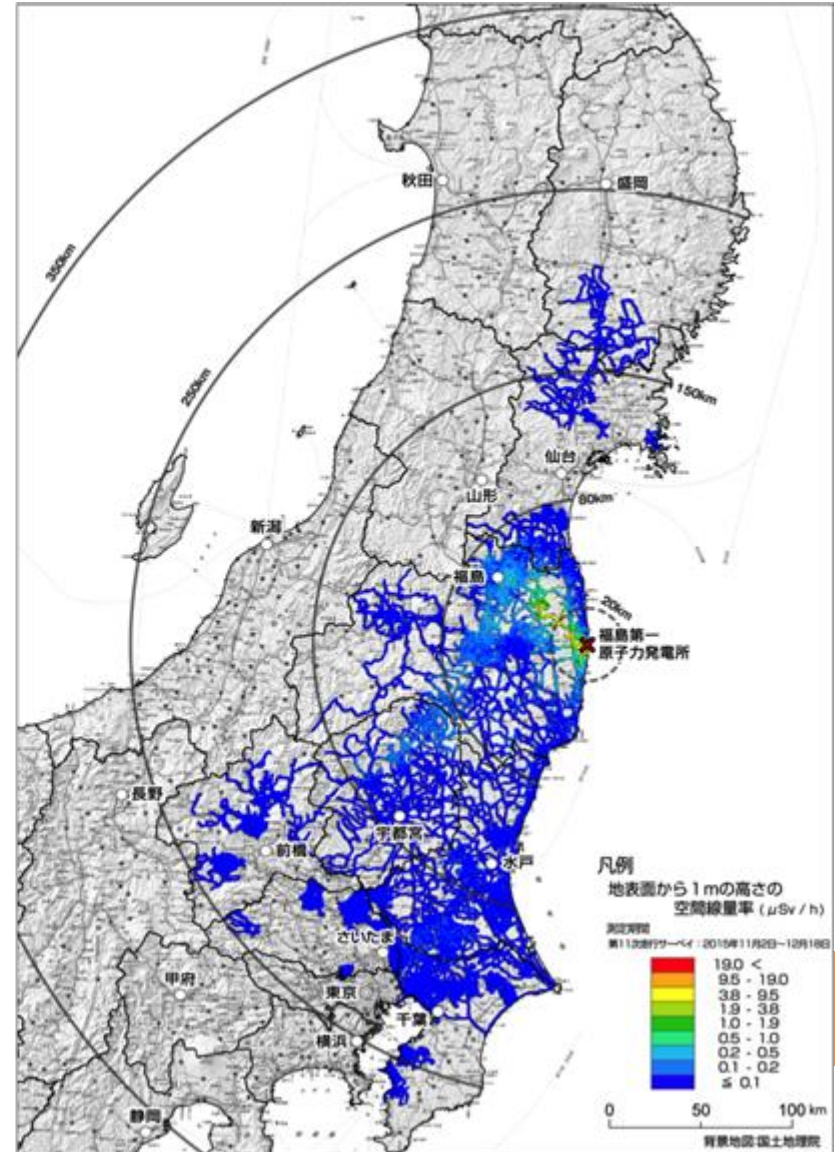 秋田
盛岡
350km
250km
150km
仙台
山形
80km
新潟
福島
20km
福島第一
原子力発電所
長野
宇都宮
前橋
水戸
さいたま
甲府
東京
千葉
横浜
静岡
凡例
地表面から1mの高さの
空間線量率 (μSv / h)
測定期間
第11次走行サーベイ：2015年11月2日～12月18日
19.0 <
9.5 - 19.0
3.8 - 9.5
1.9 - 3.8
1.0 - 1.9
0.5 - 1.0
0.2 - 0.5
0.1 - 0.2
≦ 0.1
0 50 100 km
背景地図:国土地理院